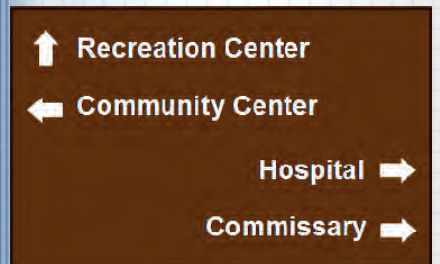 Recreation Center
Community Center
Hospital
Commissary